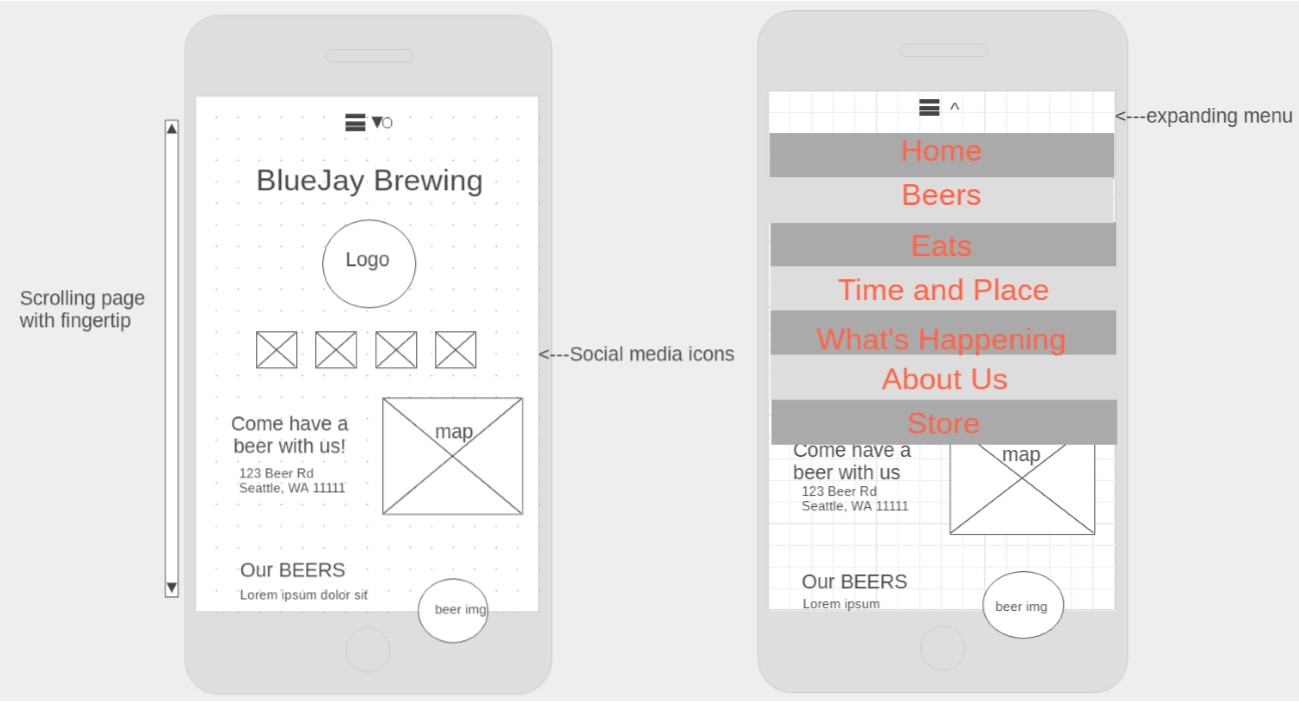 BlueJay Brewing
Logo
Scrolling page
with fingertip
<---Social media icons
Come have a
beer with us!
123 Beer Rd
Seattle, WA 11111
map
Our BEERS
Lorem ipsum dolor sit
beer img
<---expanding menu
^
Home
Beers
Eats
Time and Place
What's Happening
About Us
Store
Come have a
beer with us
123 Beer Rd
Seattle, WA 11111
map
Our BEERS
Lorem ipsum
beer img